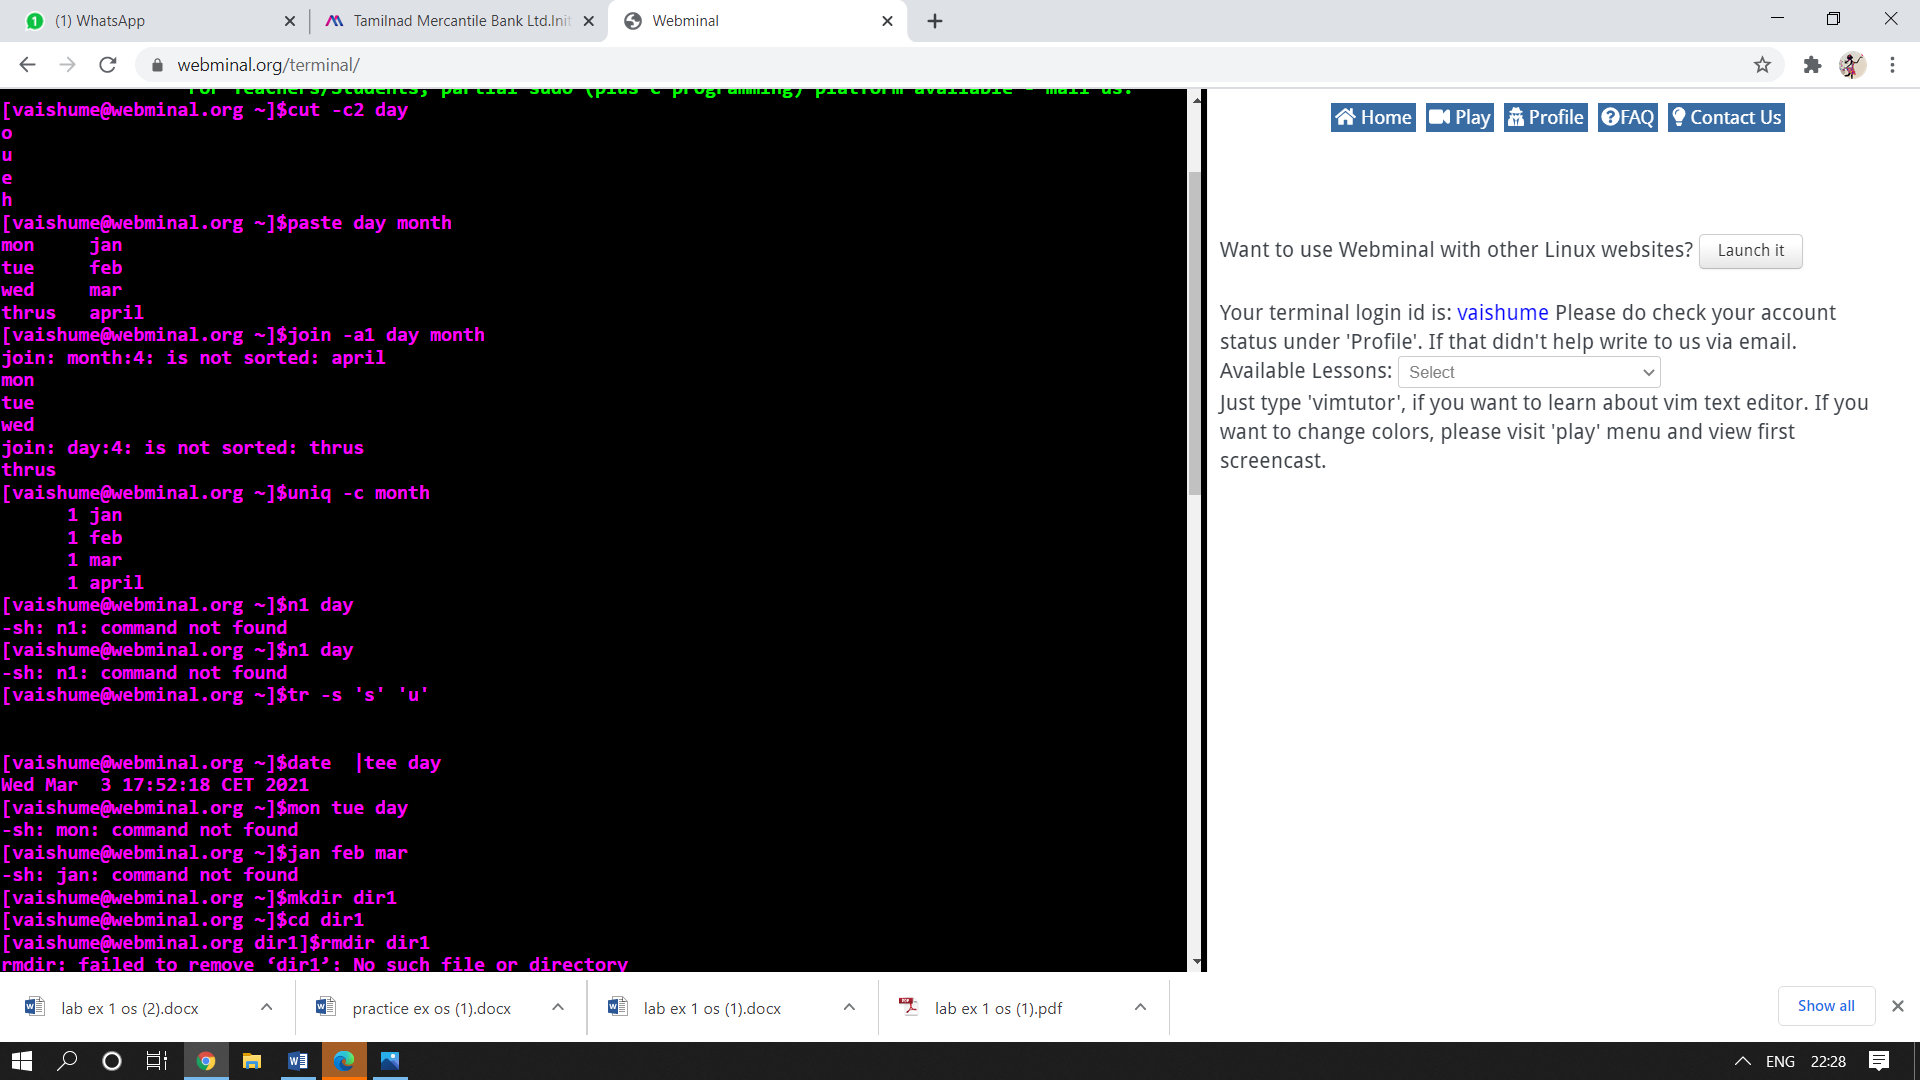 (1) WhatsApp
Tamilnad Mercantile Bank Ltd.Init
Webminal
webminal.org/terminal/
For Teachers/Students, partial sudo (plus C programming) platform available - mail us.
[vaishume@webminal.org ~]$cut -c2 day
o
u
e
h
[vaishume@webminal.org ~]$paste day month
mon jan
tue feb
wed mar
thrus april
[vaishume@webminal.org ~]$join -a1 day month
join: month:4: is not sorted: april
mon
tue
wed
join: day:4: is not sorted: thrus
thrus
[vaishume@webminal.org ~]$uniq -c month
1 jan
1 feb
1 mar
1 april
[vaishume@webminal.org ~]$n1 day
-sh: n1: command not found
[vaishume@webminal.org ~]$n1 day
-sh: n1: command not found
[vaishume@webminal.org ~]$tr -s 's' 'u'
[vaishume@webminal.org ~]$date  |tee day
Wed Mar  3 17:52:18 CET 2021
[vaishume@webminal.org ~]$mon tue day
-sh: mon: command not found
[vaishume@webminal.org ~]$jan feb mar
-sh: jan: command not found
[vaishume@webminal.org ~]$mkdir dir1
[vaishume@webminal.org ~]$cd dir1
[vaishume@webminal.org dir1]$rmdir dir1
rmdir: failed to remove ‘dir1’: No such file or directory
Home Play Profile FAQ Contact Us
Want to use Webminal with other Linux websites? Launch it
Your terminal login id is: vaishume Please do check your account
status under 'Profile'. If that didn't help write to us via email.
Available Lessons: Select
Just type 'vimtutor', if you want to learn about vim text editor. If you
want to change colors, please visit 'play' menu and view first
screencast.
lab ex 1 os (2).docx
practice ex os (1).docx
lab ex 1 os (1).docx
lab ex 1 os (1).pdf
Show all
ENG 22:28